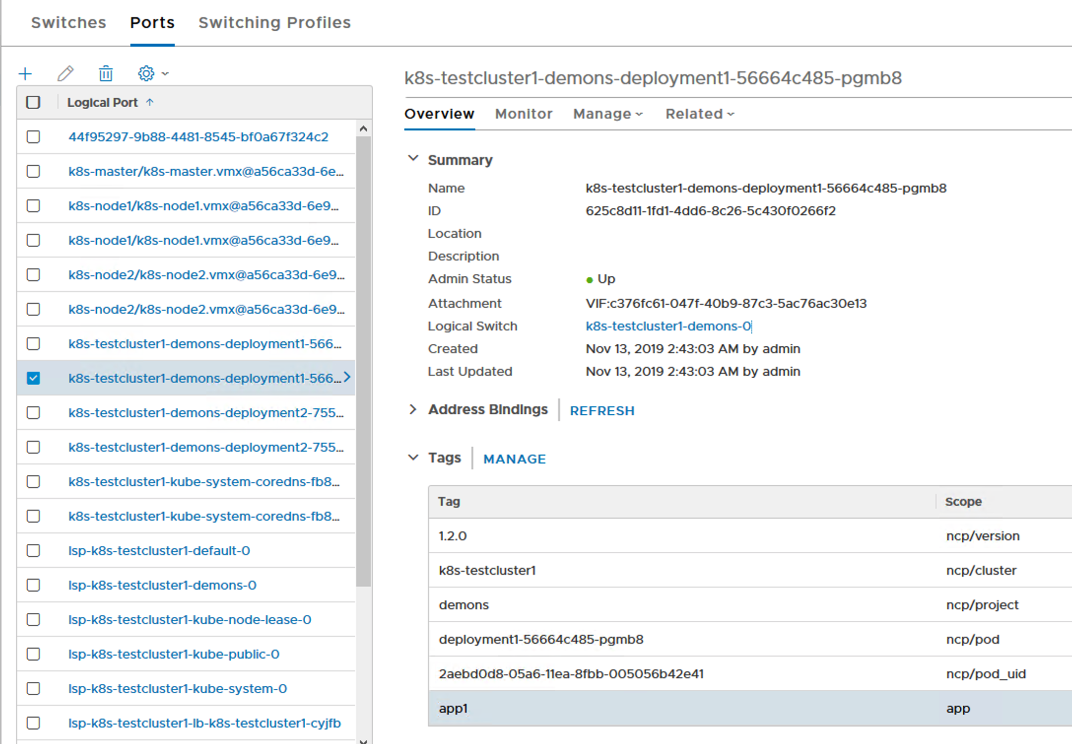 Switches Ports Switching Profiles
Logical Port ↑
44f95297-9b88-4481-8545-bf0a67f324c2
k8s-master/k8s-master.vmx@a56ca33d-6e...
k8s-node1/k8s-node1.vmx@a56ca33d-6e9...
k8s-node1/k8s-node1.vmx@a56ca33d-6e9...
k8s-node2/k8s-node2.vmx@a56ca33d-6e9...
k8s-node2/k8s-node2.vmx@a56ca33d-6e9...
k8s-testcluster1-demons-deployment1-566...
k8s-testcluster1-demons-deployment1-566...
k8s-testcluster1-demons-deployment2-755...
k8s-testcluster1-demons-deployment2-755...
k8s-testcluster1-kube-system-coredns-fb8...
k8s-testcluster1-kube-system-coredns-fb8...
lsp-k8s-testcluster1-default-0
lsp-k8s-testcluster1-demons-0
lsp-k8s-testcluster1-kube-node-lease-0
lsp-k8s-testcluster1-kube-public-0
lsp-k8s-testcluster1-kube-system-0
lsp-k8s-testcluster1-lb-k8s-testcluster1-cyjfb
k8s-testcluster1-demons-deployment1-56664c485-pgmb8
Overview Monitor Manage Related
Summary
Name k8s-testcluster1-demons-deployment1-56664c485-pgmb8
ID 625c8d11-1fd1-4dd6-8c26-5c430f0266f2
Location
Description
Admin Status Up
Attachment VIF:c376fc61-047f-40b9-87c3-5ac76ac30e13
Logical Switch k8s-testcluster1-demons-0
Created Nov 13, 2019 2:43:03 AM by admin
Last Updated Nov 13, 2019 2:43:03 AM by admin
Address Bindings REFRESH
Tags MANAGE
Tag Scope
1.2.0 ncp/version
k8s-testcluster1 ncp/cluster
demons ncp/project
deployment1-56664c485-pgmb8 ncp/pod
2aebd0d8-05a6-11ea-8fbb-005056b42e41 ncp/pod_uid
app1 app